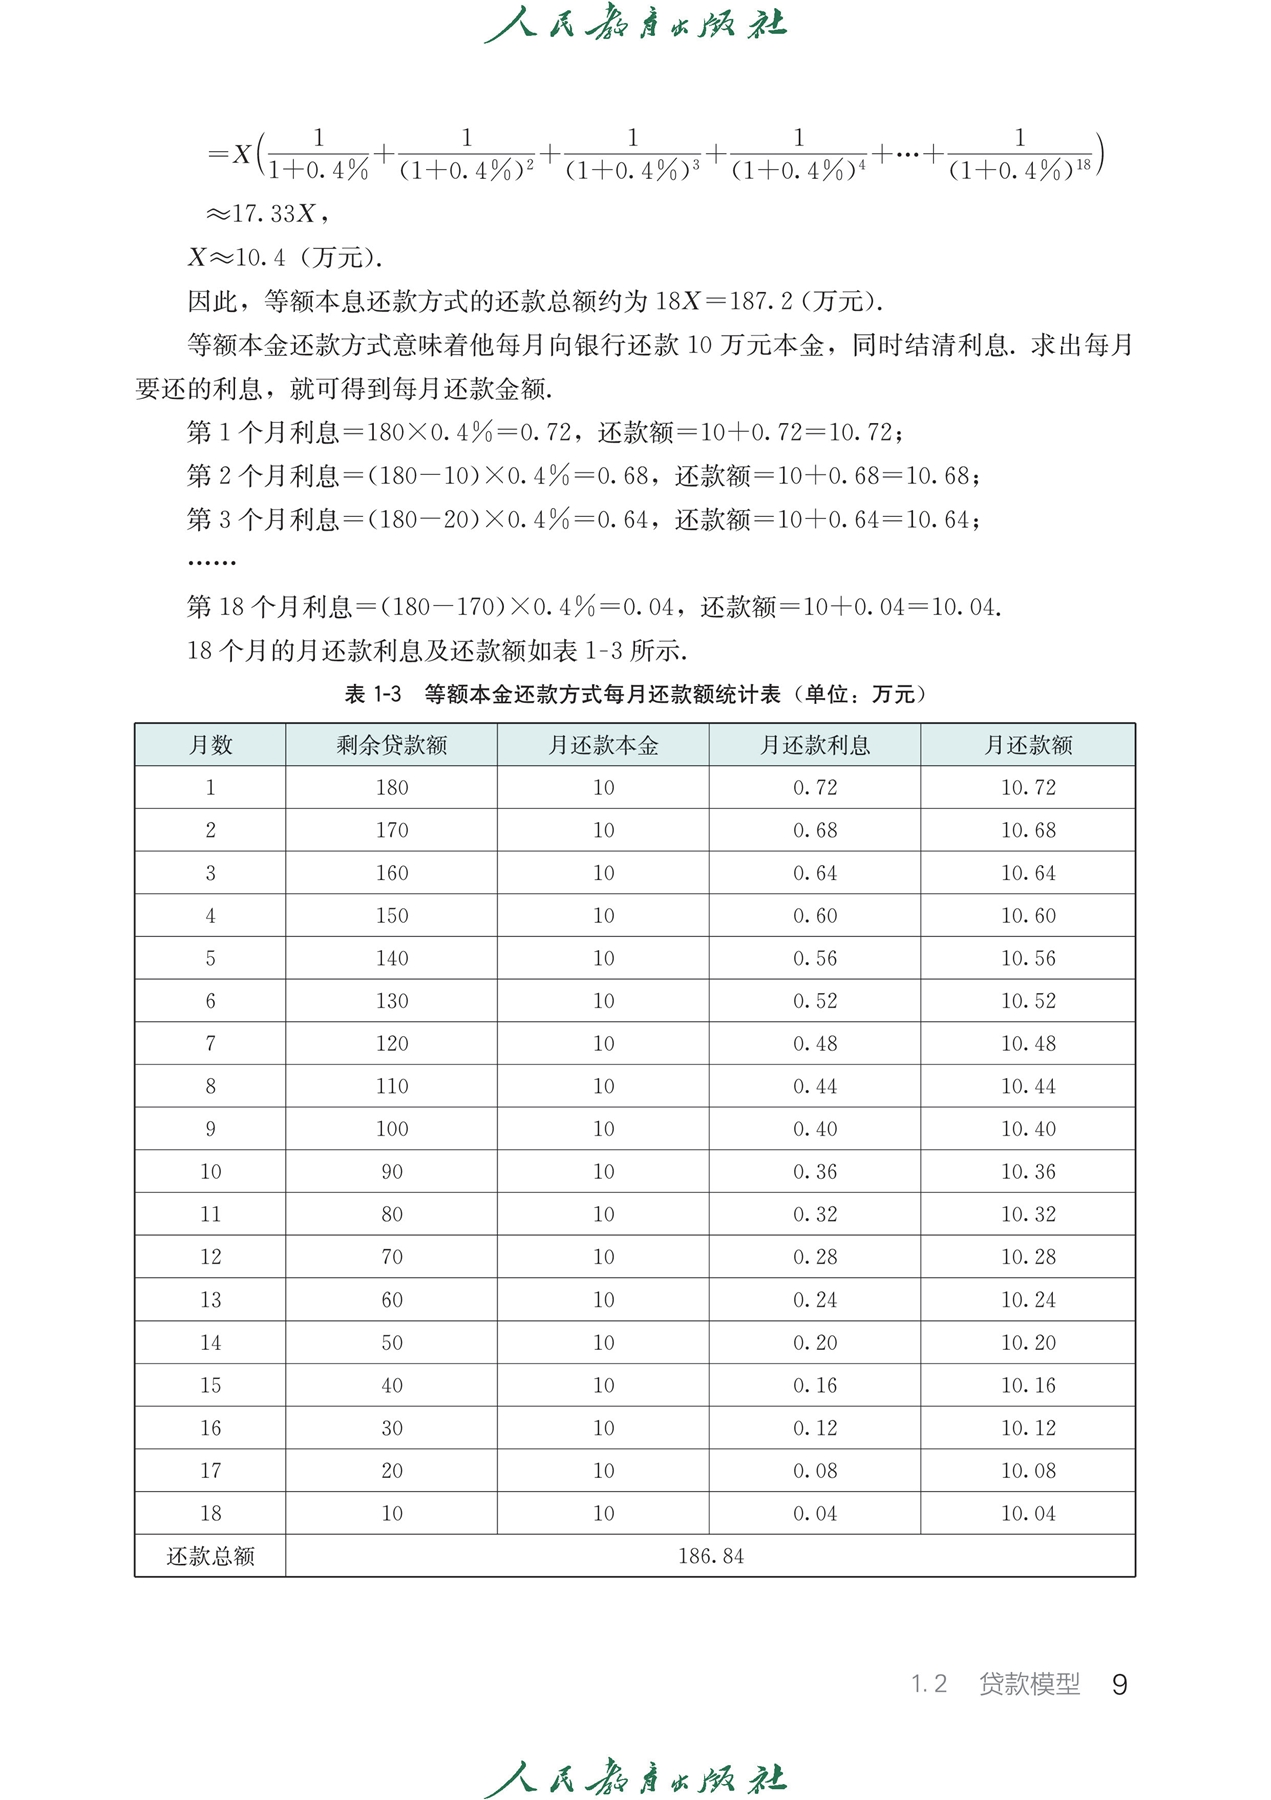 人民教育出版社
=X(1/(1+0.4%)+1/(1+0.4%)²+1/(1+0.4%)³+1/(1+0.4%)⁴+…+1/(1+0.4%)¹⁸)
≈17.33X，
X≈10.4（万元）.
因此，等额本息还款方式的还款总额约为 18X=187.2（万元）.
等额本金还款方式意味着他每月向银行还款 10 万元本金，同时结清利息. 求出每月
要还的利息，就可得到每月还款金额.
第 1 个月利息=180×0.4%=0.72，还款额=10+0.72=10.72；
第 2 个月利息=(180-10)×0.4%=0.68，还款额=10+0.68=10.68；
第 3 个月利息=(180-20)×0.4%=0.64，还款额=10+0.64=10.64；
……
第 18 个月利息=(180-170)×0.4%=0.04，还款额=10+0.04=10.04.
18 个月的月还款利息及还款额如表 1-3 所示.
表 1-3 等额本金还款方式每月还款额统计表（单位：万元）
月数 剩余贷款额 月还款本金 月还款利息 月还款额
1 180 10 0.72 10.72
2 170 10 0.68 10.68
3 160 10 0.64 10.64
4 150 10 0.60 10.60
5 140 10 0.56 10.56
6 130 10 0.52 10.52
7 120 10 0.48 10.48
8 110 10 0.44 10.44
9 100 10 0.40 10.40
10 90 10 0.36 10.36
11 80 10 0.32 10.32
12 70 10 0.28 10.28
13 60 10 0.24 10.24
14 50 10 0.20 10.20
15 40 10 0.16 10.16
16 30 10 0.12 10.12
17 20 10 0.08 10.08
18 10 10 0.04 10.04
还款总额 186.84
1.2 贷款模型 9
人民教育出版社